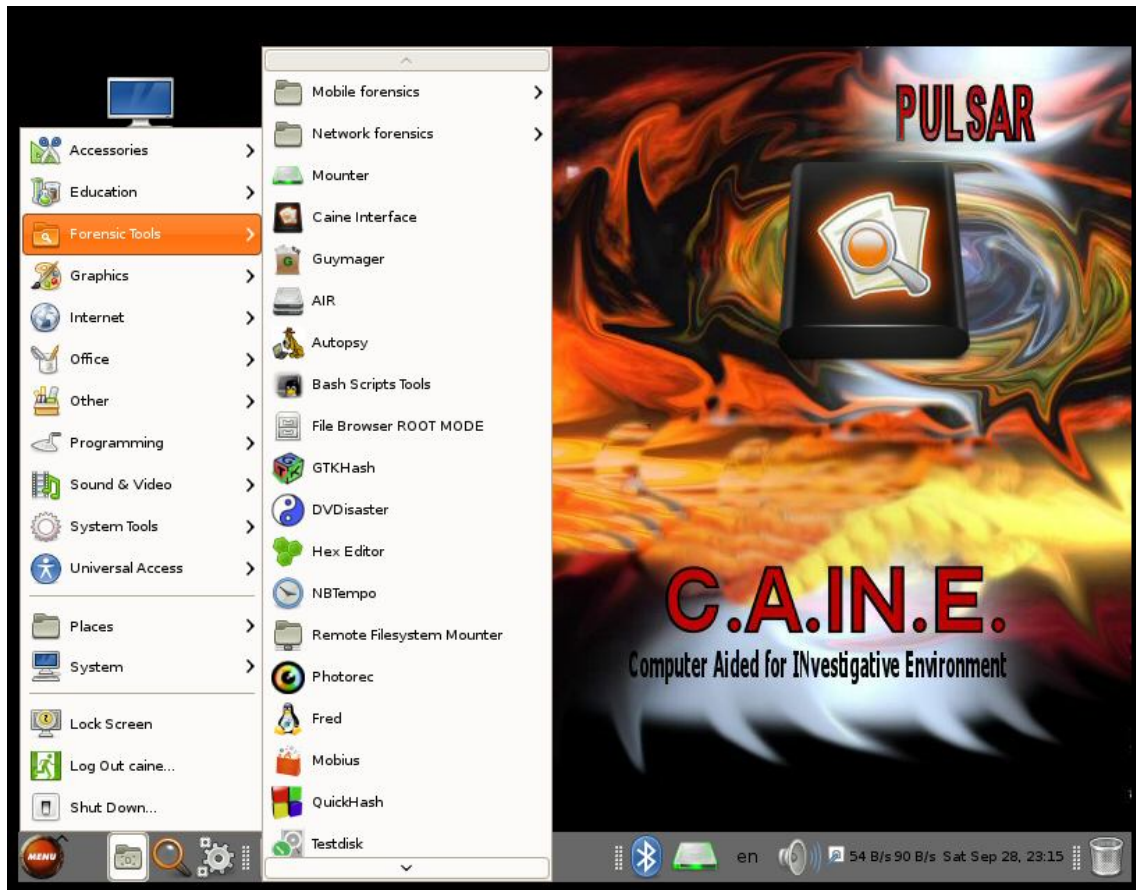 Accessories
Education
Forensic Tools
Graphics
Internet
Office
Other
Programming
Sound & Video
System Tools
Universal Access
Places
System
Lock Screen
Log Out caine...
Shut Down...
Mobile forensics
Network forensics
Mounter
Caine Interface
Guymager
AIR
Autopsy
Bash Scripts Tools
File Browser ROOT MODE
GTKHash
DVDisaster
Hex Editor
NBTempo
Remote Filesystem Mounter
Photorec
Fred
Mobius
QuickHash
Testdisk
PULSAR
C.A.IN.E.
Computer Aided for INvestigative Environment
MENU
en
54 B/s 90 B/s Sat Sep 28, 23:15